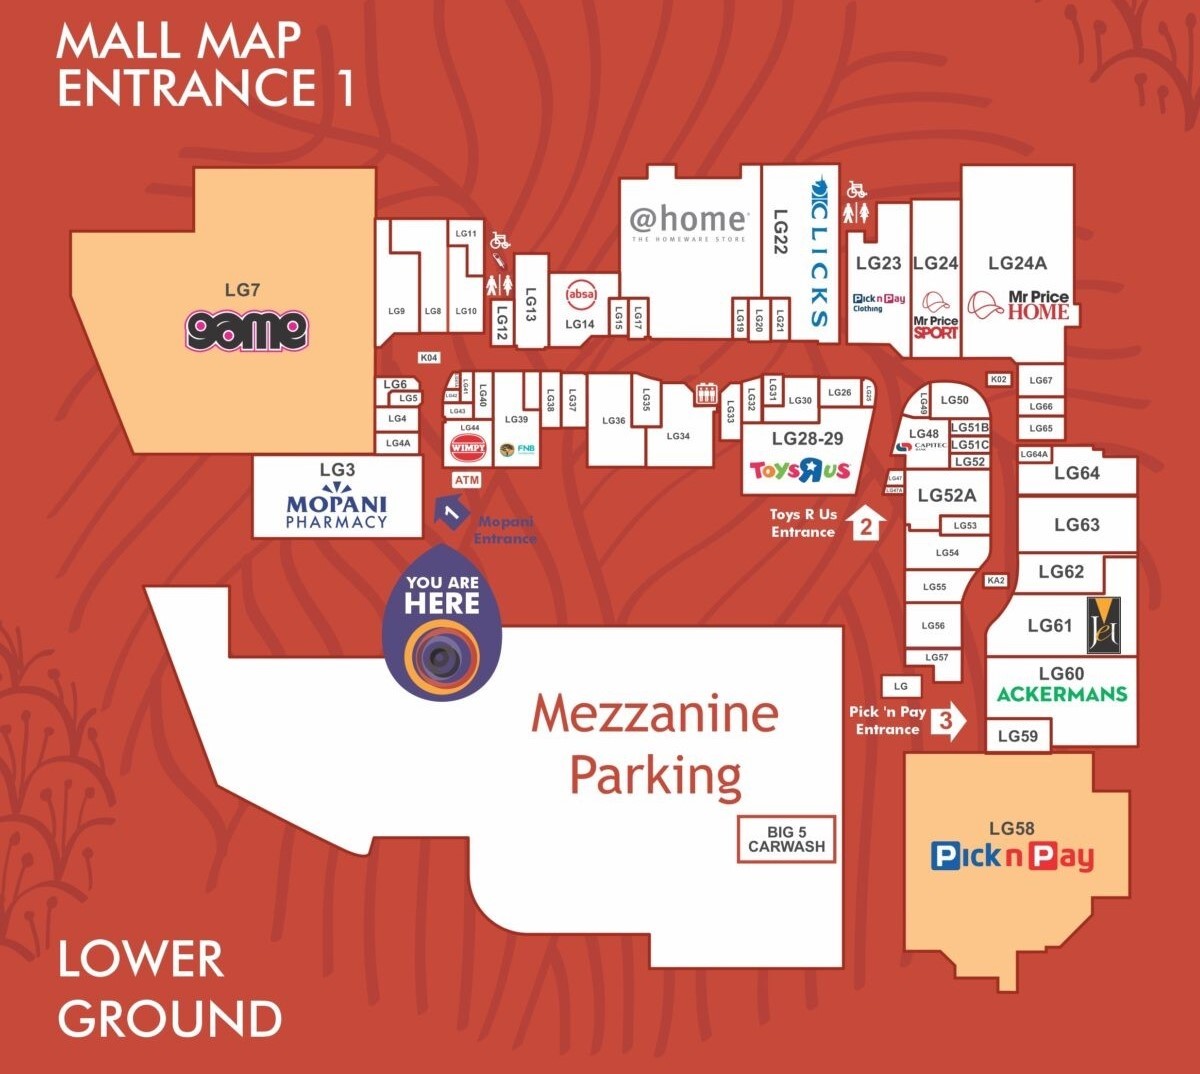 MALL MAP
ENTRANCE 1
LG7
game
LG9
LG8
LG11
LG10
LG12
LG13
absa
LG14
LG15
LG17
@home
THE HOMEWARE STORE
LG19
LG20
LG21
LG22
CLICKS
LG23
Pick n Pay
Clothing
LG24
Mr Price
SPORT
LG24A
Mr Price
HOME
K04
K02
LG6
LG5
LG4
LG4A
LG3
MOPANI
PHARMACY
LG42
LG41
LG43
LG40
LG44
WIMPY
LG39
FNB
LG38
LG37
LG36
LG35
LG34
LG33
LG32
LG31
LG30
LG26
LG25
LG28-29
TOYS R US
ATM
1
Mopani
Entrance
Toys R Us
Entrance
2
LG49
LG50
LG48
CAPITEC
BANK
LG51B
LG51C
LG52
LG47
LG47A
LG52A
LG53
LG54
LG55
LG56
LG57
LG
LG67
LG66
LG65
LG64A
LG64
LG63
LG62
KA2
LG61
Jet
LG60
ACKERMANS
LG59
Pick 'n Pay
Entrance
3
YOU ARE
HERE
Mezzanine
Parking
BIG 5
CARWASH
LG58
Pick n Pay
LOWER
GROUND